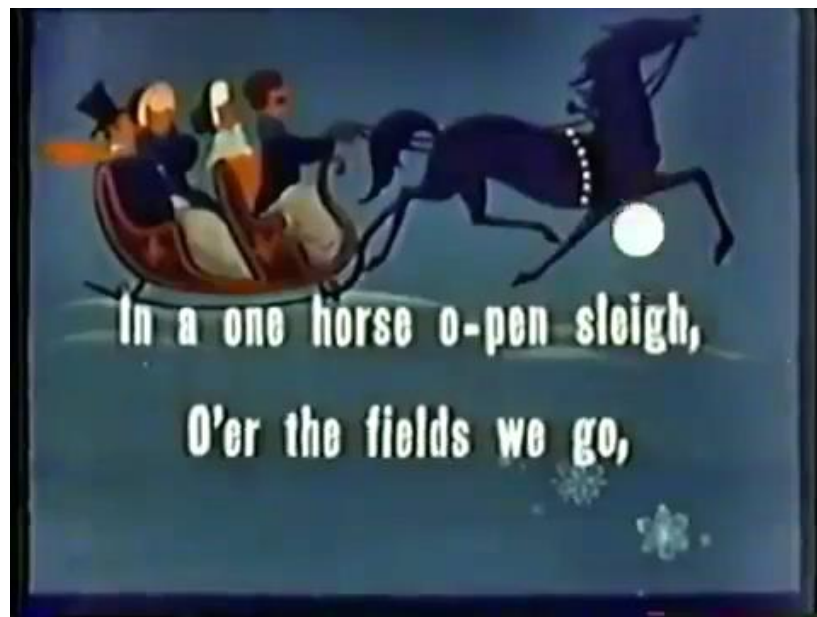 In a one horse o-pen sleigh,
O'er the fields we go,